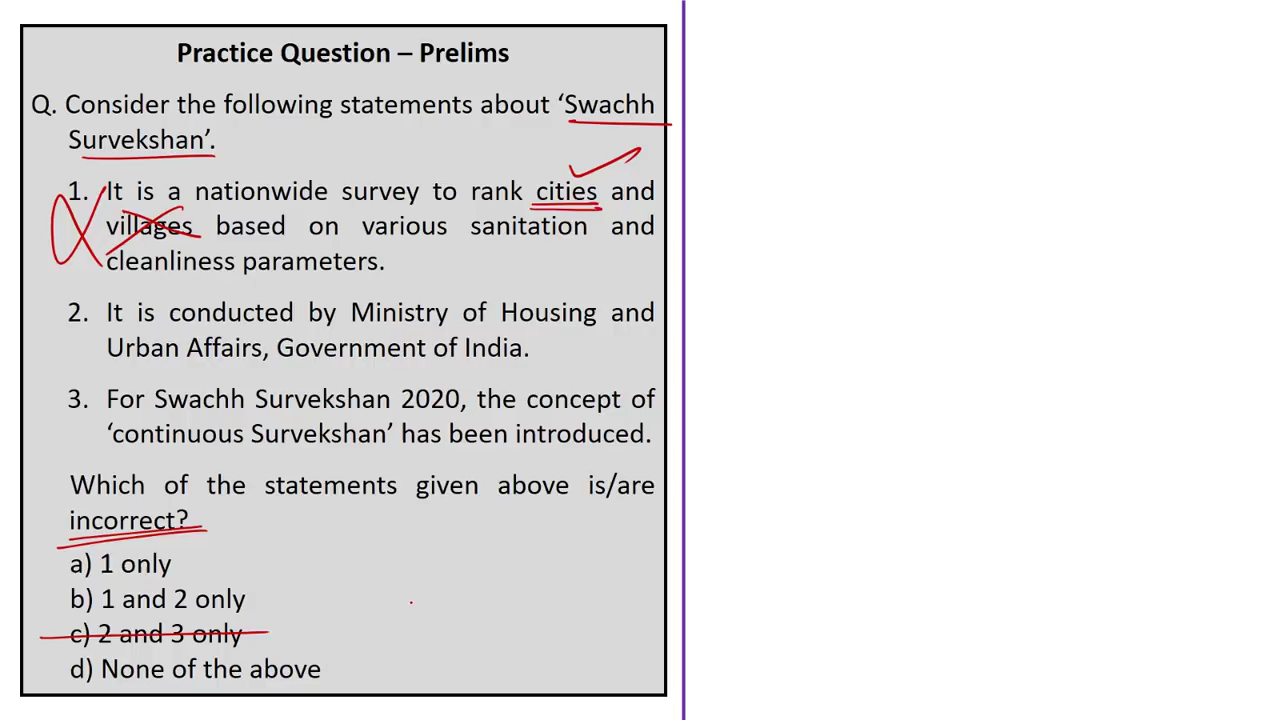 Practice Question – Prelims
Q. Consider the following statements about ‘Swachh
Survekshan’.
1. It is a nationwide survey to rank cities and
villages based on various sanitation and
cleanliness parameters.
2. It is conducted by Ministry of Housing and
Urban Affairs, Government of India.
3. For Swachh Survekshan 2020, the concept of
‘continuous Survekshan’ has been introduced.
Which of the statements given above is/are
incorrect?
a) 1 only
b) 1 and 2 only
c) 2 and 3 only
d) None of the above